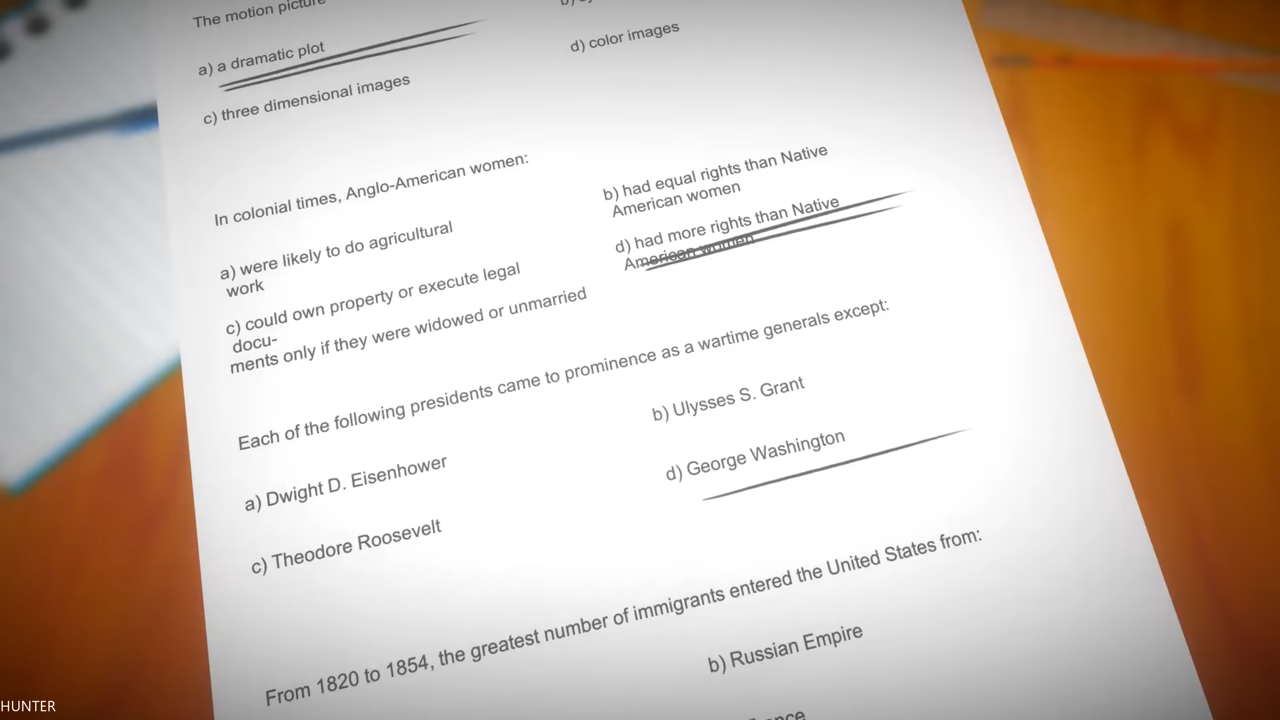 The motion picture
a) a dramatic plot
d) color images
c) three dimensional images
In colonial times, Anglo-American women:
b) had equal rights than Native
American women
a) were likely to do agricultural
work
d) had more rights than Native
American women
c) could own property or execute legal
docu-
ments only if they were widowed or unmarried
Each of the following presidents came to prominence as a wartime generals except:
b) Ulysses S. Grant
a) Dwight D. Eisenhower
d) George Washington
c) Theodore Roosevelt
From 1820 to 1854, the greatest number of immigrants entered the United States from:
b) Russian Empire
HUNTER